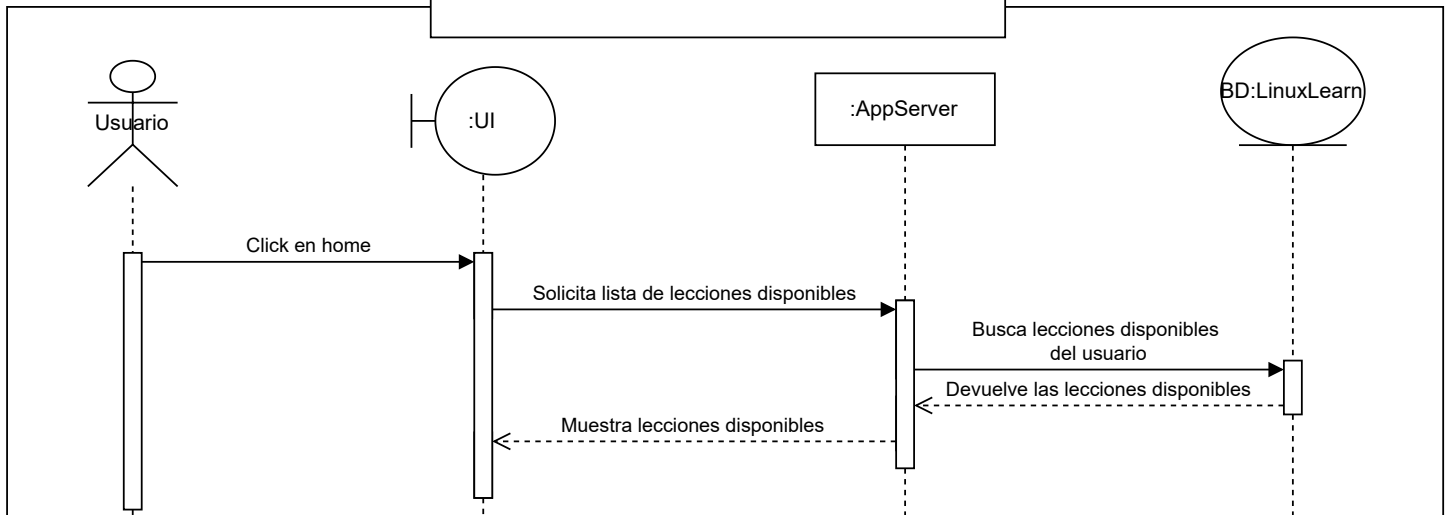 Usuario
:UI
:AppServer
BD:LinuxLearn
Click en home
Solicita lista de lecciones disponibles
Busca lecciones disponibles
del usuario
Devuelve las lecciones disponibles
Muestra lecciones disponibles